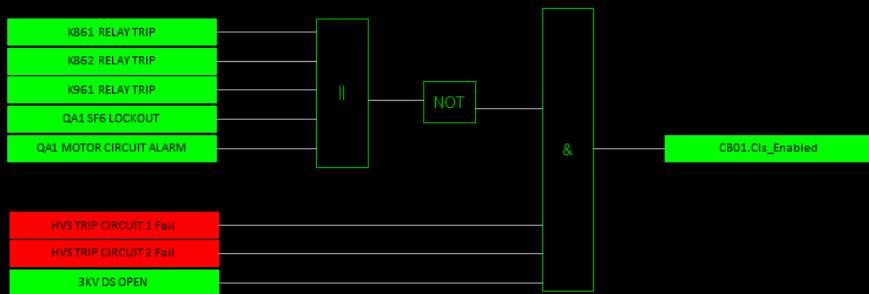 K861 RELAY TRIP
K862 RELAY TRIP
K961 RELAY TRIP
QA1 SF6 LOCKOUT
QA1 MOTOR CIRCUIT ALARM
||
NOT
&
CB01.Cls_Enabled
HVS TRIP CIRCUIT 1 Fail
HVS TRIP CIRCUIT 2 Fail
3KV DS OPEN